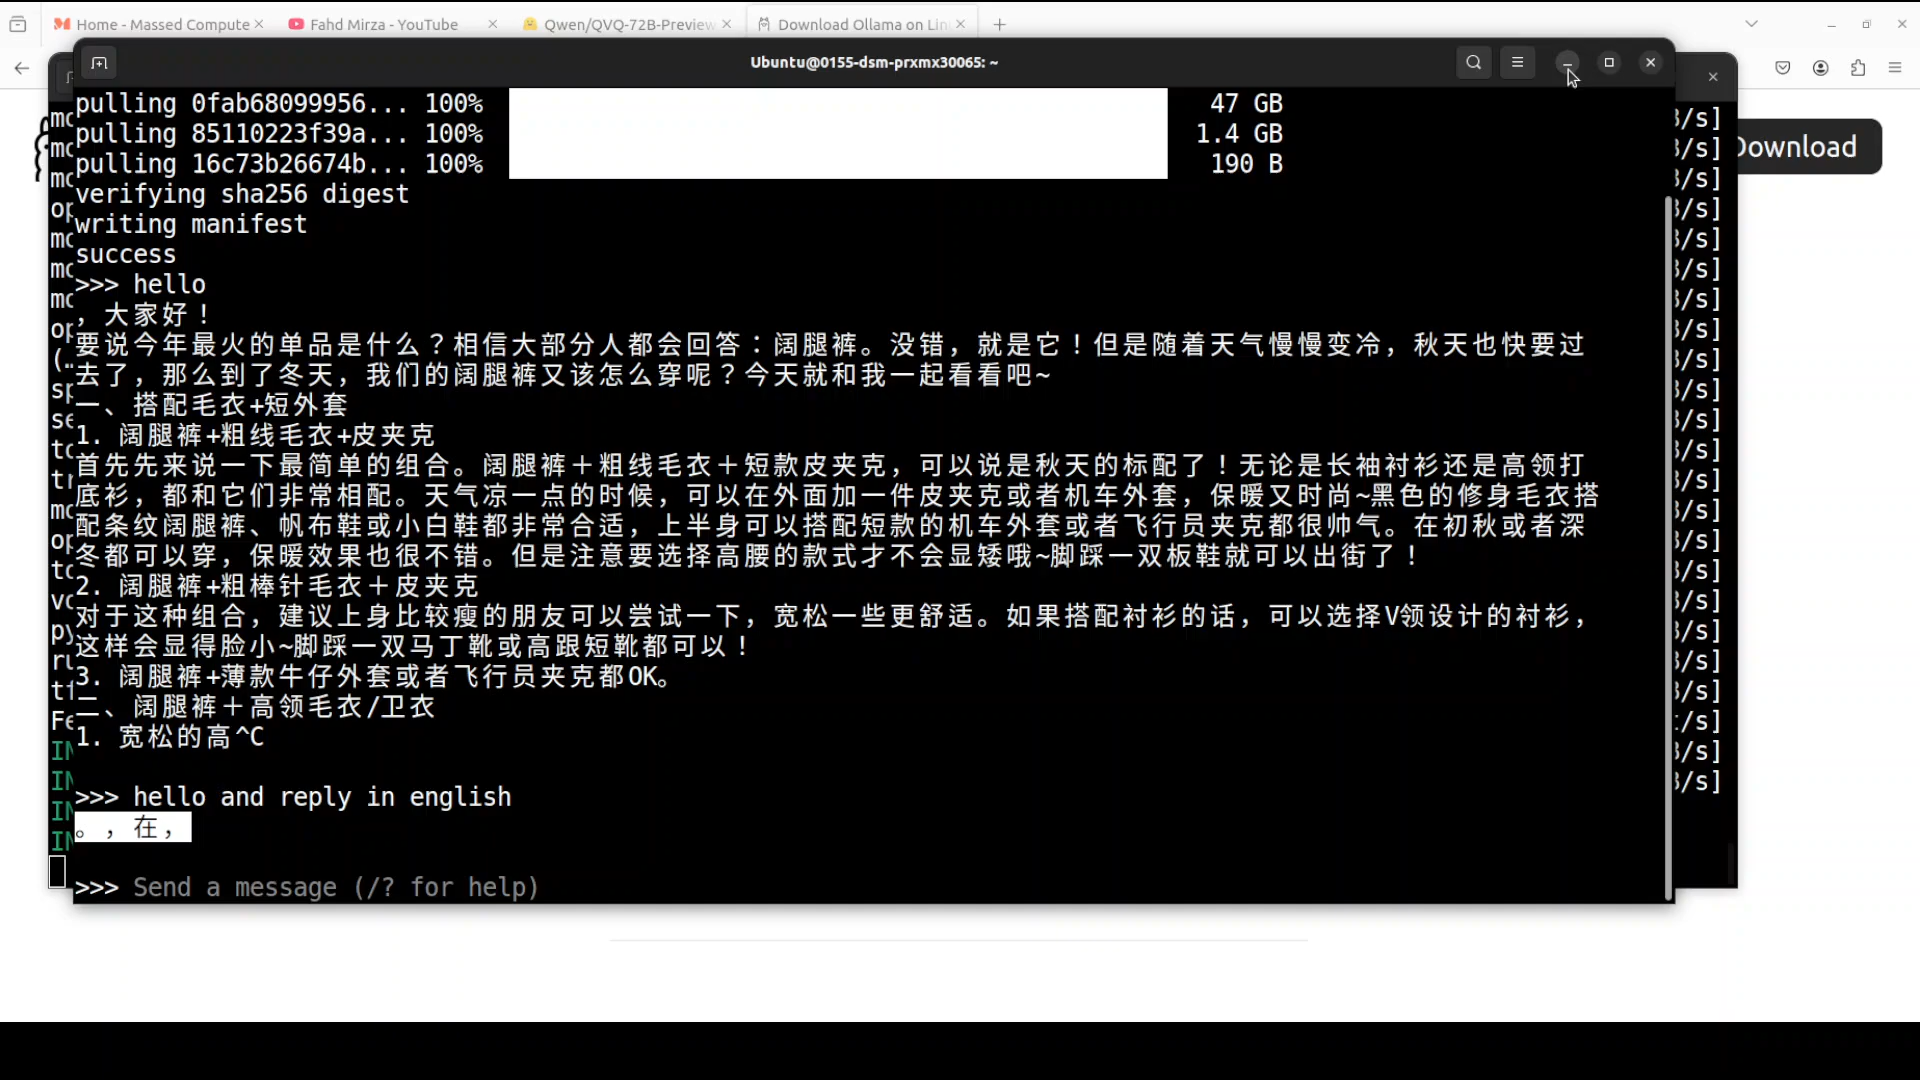 Home - Massed Compute
Fahd Mirza - YouTube
Qwen/QVQ-72B-Preview
Download Ollama on Lin
Ubuntu@0155-dsm-prxmx30065: ~
Download
pulling 0fab68099956... 100% 47 GB
pulling 85110223f39a... 100% 1.4 GB
pulling 16c73b26674b... 100% 190 B
verifying sha256 digest
writing manifest
success
>>> hello
，大家好！
要说今年最火的单品是什么？相信大部分人都会回答：阔腿裤。没错，就是它！但是随着天气慢慢变冷，秋天也快要过
去了，那么到了冬天，我们的阔腿裤又该怎么穿呢？今天就和我一起看看吧~
一、搭配毛衣+短外套
1. 阔腿裤+粗线毛衣+皮夹克
首先先来说一下最简单的组合。阔腿裤＋粗线毛衣＋短款皮夹克，可以说是秋天的标配了！无论是长袖衬衫还是高领打
底衫，都和它们非常相配。天气凉一点的时候，可以在外面加一件皮夹克或者机车外套，保暖又时尚~黑色的修身毛衣搭
配条纹阔腿裤、帆布鞋或小白鞋都非常合适，上半身可以搭配短款的机车外套或者飞行员夹克都很帅气。在初秋或者深
冬都可以穿，保暖效果也很不错。但是注意要选择高腰的款式才不会显矮哦~脚踩一双板鞋就可以出街了！
2. 阔腿裤+粗棒针毛衣＋皮夹克
对于这种组合，建议上身比较瘦的朋友可以尝试一下，宽松一些更舒适。如果搭配衬衫的话，可以选择V领设计的衬衫，
这样会显得脸小~脚踩一双马丁靴或高跟短靴都可以！
3. 阔腿裤+薄款牛仔外套或者飞行员夹克都OK。
二、阔腿裤＋高领毛衣/卫衣
1. 宽松的高^C
>>> hello and reply in english
。，在，
>>> Send a message (/? for help)